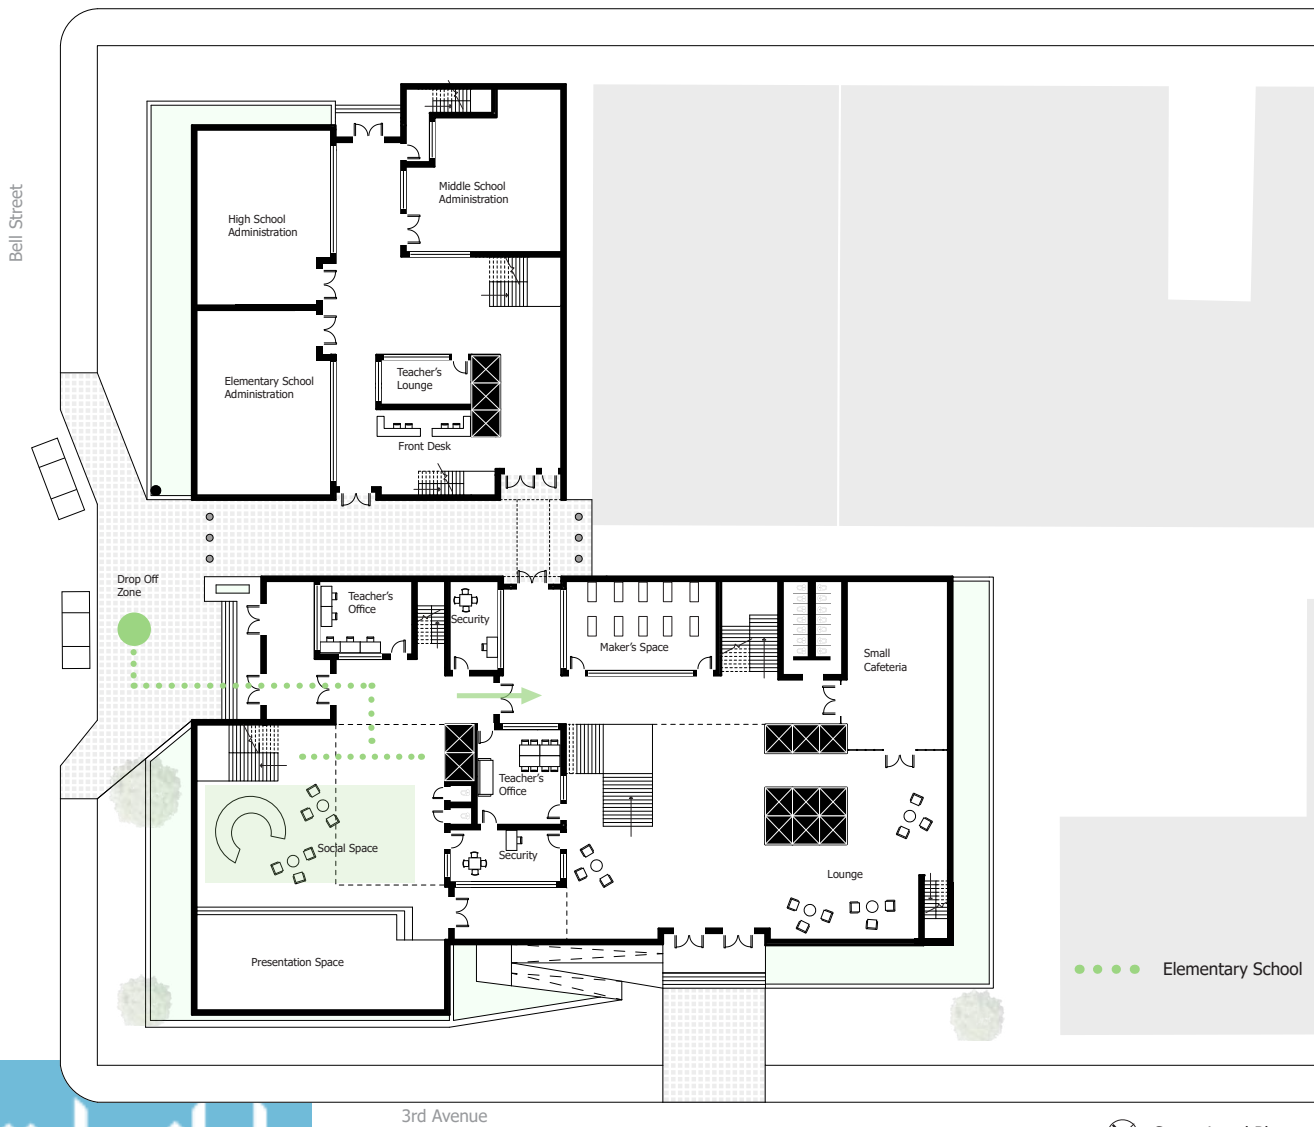 Bell Street
Middle School
Administration
High School
Administration
Teacher's
Lounge
Elementary School
Administration
Front Desk
Drop Off
Zone
Teacher's
Office
Security
Maker's Space
Small
Cafeteria
Teacher's
Office
Social Space
Security
Lounge
Presentation Space
Elementary School
3rd Avenue